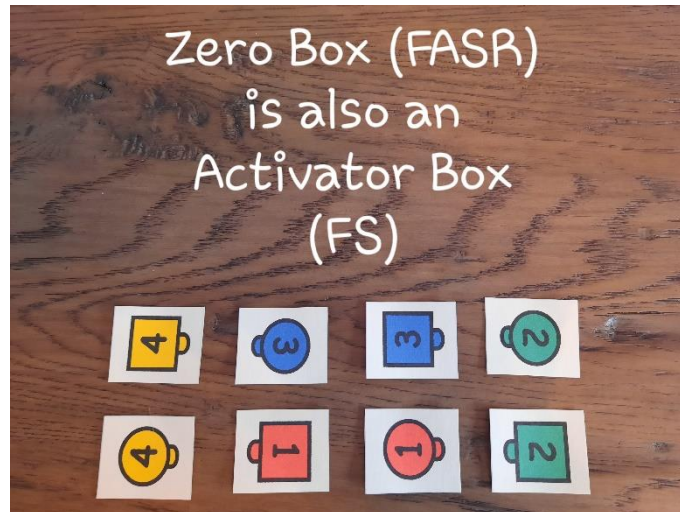 Zero Box (FASR)
is also an
Activator Box
(FS)
4 3 3 2
4 1 1 2